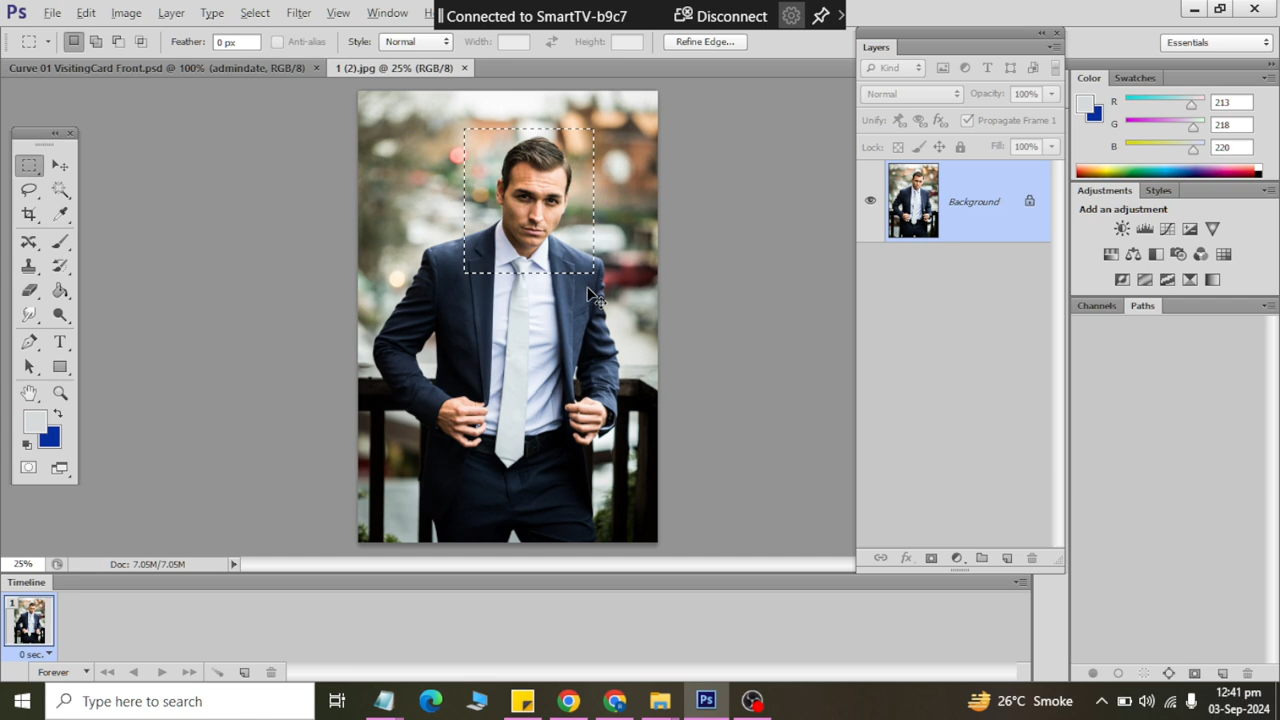 Ps File Edit Image Layer Type Select Filter View Window H
Connected to SmartTV-b9c7 Disconnect
Feather: 0 px Anti-alias Style: Normal Width: Height: Refine Edge... Essentials
Curve 01 VisitingCard Front.psd @ 100% (admindate, RGB/8) × 1 (2).jpg @ 25% (RGB/8) ×
Layers
Kind
Normal Opacity: 100%
Unify: Propagate Frame 1
Lock: Fill: 100%
Background
Color Swatches
R 213
G 218
B 220
Adjustments Styles
Add an adjustment
Channels Paths
25% Doc: 7.05M/7.05M
Timeline
1
0 sec.
Forever
Type here to search
Ps
26°C Smoke
12:41 pm
03-Sep-2024